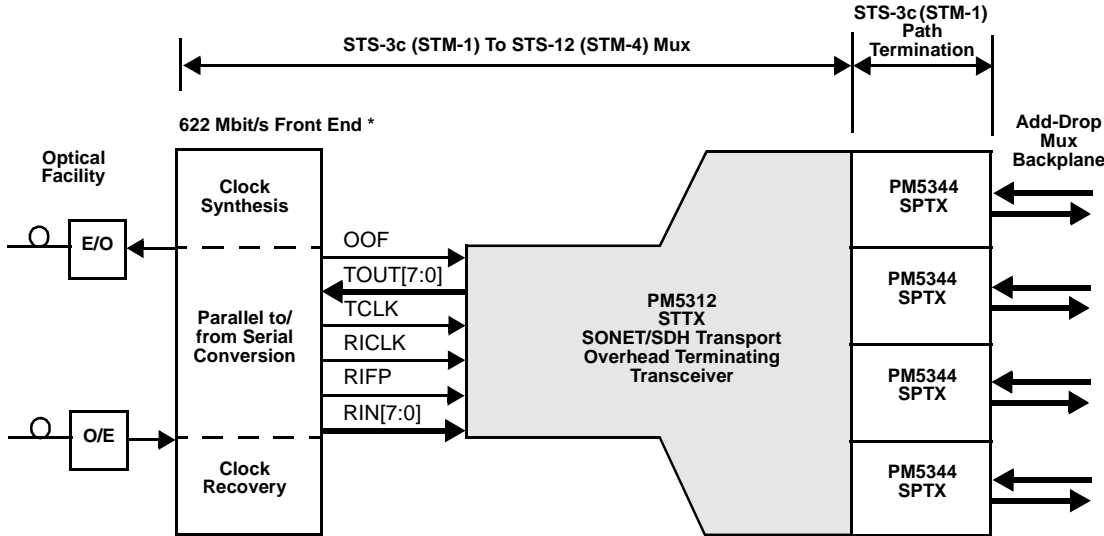 STS-3c (STM-1)
Path
Termination
STS-3c (STM-1) To STS-12 (STM-4) Mux
622 Mbit/s Front End *
Add-Drop
Mux
Backplane
Optical
Facility
Clock
Synthesis
E/O
OOF
TOUT[7:0]
TCLK
RICLK
RIFP
RIN[7:0]
Parallel to/
from Serial
Conversion
O/E
Clock
Recovery
PM5312
STTX
SONET/SDH Transport
Overhead Terminating
Transceiver
PM5344
SPTX
PM5344
SPTX
PM5344
SPTX
PM5344
SPTX